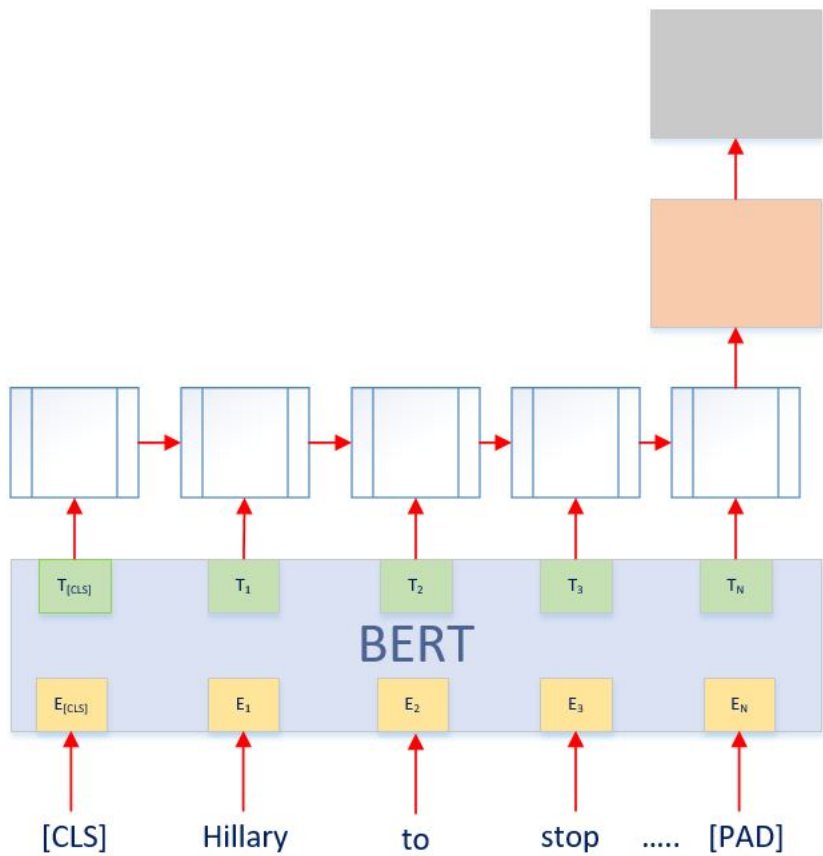 T[CLS] T1 T2 T3 TN
BERT
E[CLS] E1 E2 E3 EN
[CLS] Hillary to stop ..... [PAD]